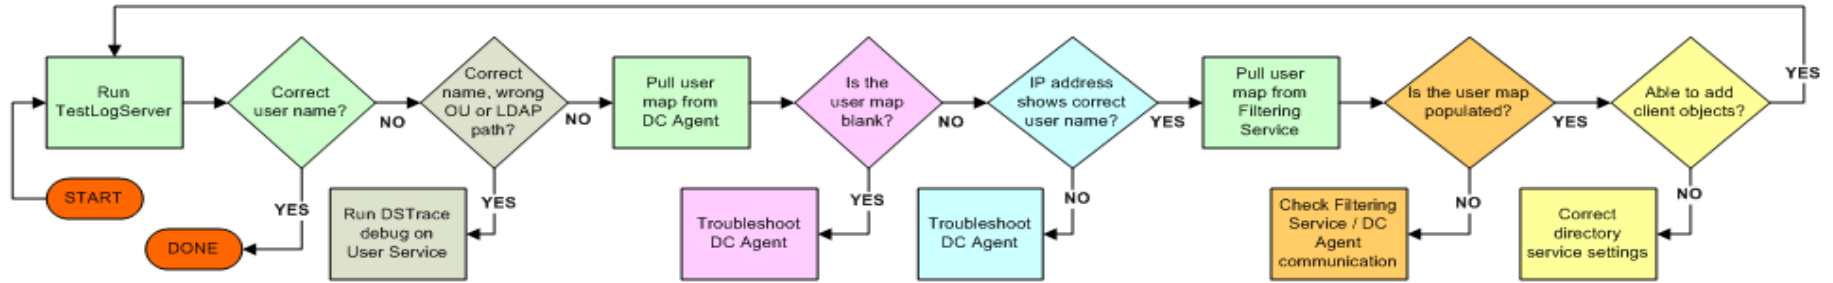 Run
TestLogServer
Correct
user name?
NO
Correct
name, wrong
OU or LDAP
path?
NO
Pull user
map from
DC Agent
Is the
user map
blank?
NO
IP address
shows correct
user name?
YES
Pull user
map from
Filtering
Service
Is the user map
populated?
YES
Able to add
client objects?
YES
START
YES
DONE
Run DSTrace
debug on
User Service
YES
Troubleshoot
DC Agent
YES
Troubleshoot
DC Agent
NO
Check Filtering
Service / DC
Agent
communication
NO
Correct
directory
service settings
NO